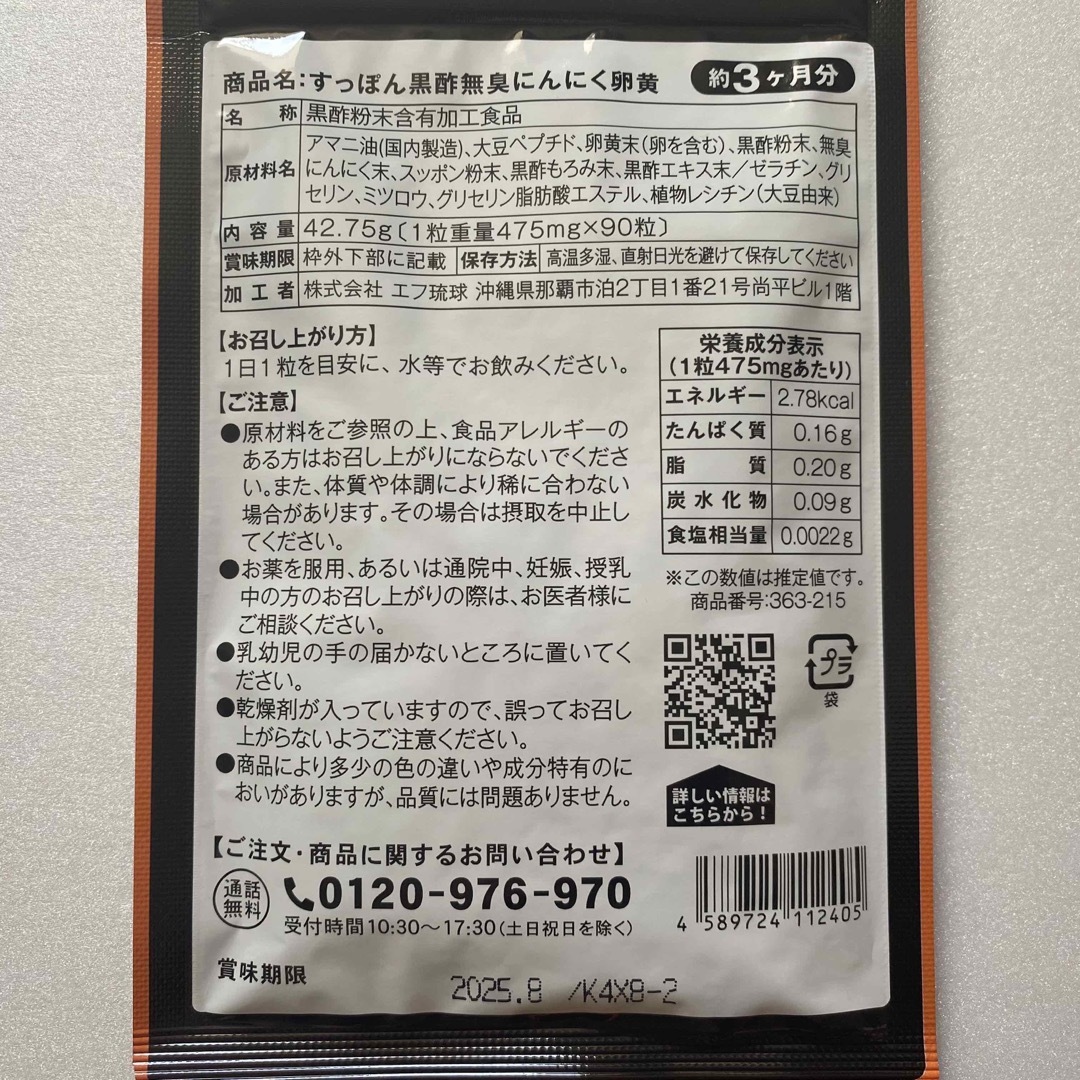 商品名:すっぽん黒酢無臭にんにく卵黄 約3ヶ月分
名称 黒酢粉末含有加工食品
原材料名 アマニ油(国内製造)、大豆ペプチド、卵黄末(卵を含む)、黒酢粉末、無臭
にんにく末、スッポン粉末、黒酢もろみ末、黒酢エキス末/ゼラチン、グリ
セリン、ミツロウ、グリセリン脂肪酸エステル、植物レシチン(大豆由来)
内容量 42.75g〔1粒重量475mg×90粒〕
賞味期限 枠外下部に記載 保存方法 高温多湿、直射日光を避けて保存してください
加工者 株式会社 エフ琉球 沖縄県那覇市泊2丁目1番21号尚平ビル1階
【お召し上がり方】
1日1粒を目安に、水等でお飲みください。
【ご注意】
●原材料をご参照の上、食品アレルギーの
ある方はお召し上がりにならないでくださ
い。また、体質や体調により稀に合わない
場合があります。その場合は摂取を中止し
てください。
●お薬を服用、あるいは通院中、妊娠、授乳
中の方のお召し上がりの際は、お医者様に
ご相談ください。
●乳幼児の手の届かないところに置いてく
ださい。
●乾燥剤が入っていますので、誤ってお召し
上がらないようご注意ください。
●商品により多少の色の違いや成分特有のに
おいがありますが、品質には問題ありません。
栄養成分表示
(1粒475mgあたり)
エネルギー 2.78kcal
たんぱく質 0.16g
脂質 0.20g
炭水化物 0.09g
食塩相当量 0.0022g
※この数値は推定値です。
商品番号:363-215
プラ
袋
詳しい情報は
こちらから!
【ご注文・商品に関するお問い合わせ】
通話
無料
0120-976-970
受付時間10:30〜17:30(土日祝日を除く)
4 589724 112405
賞味期限 2025.8 /K4X8-2